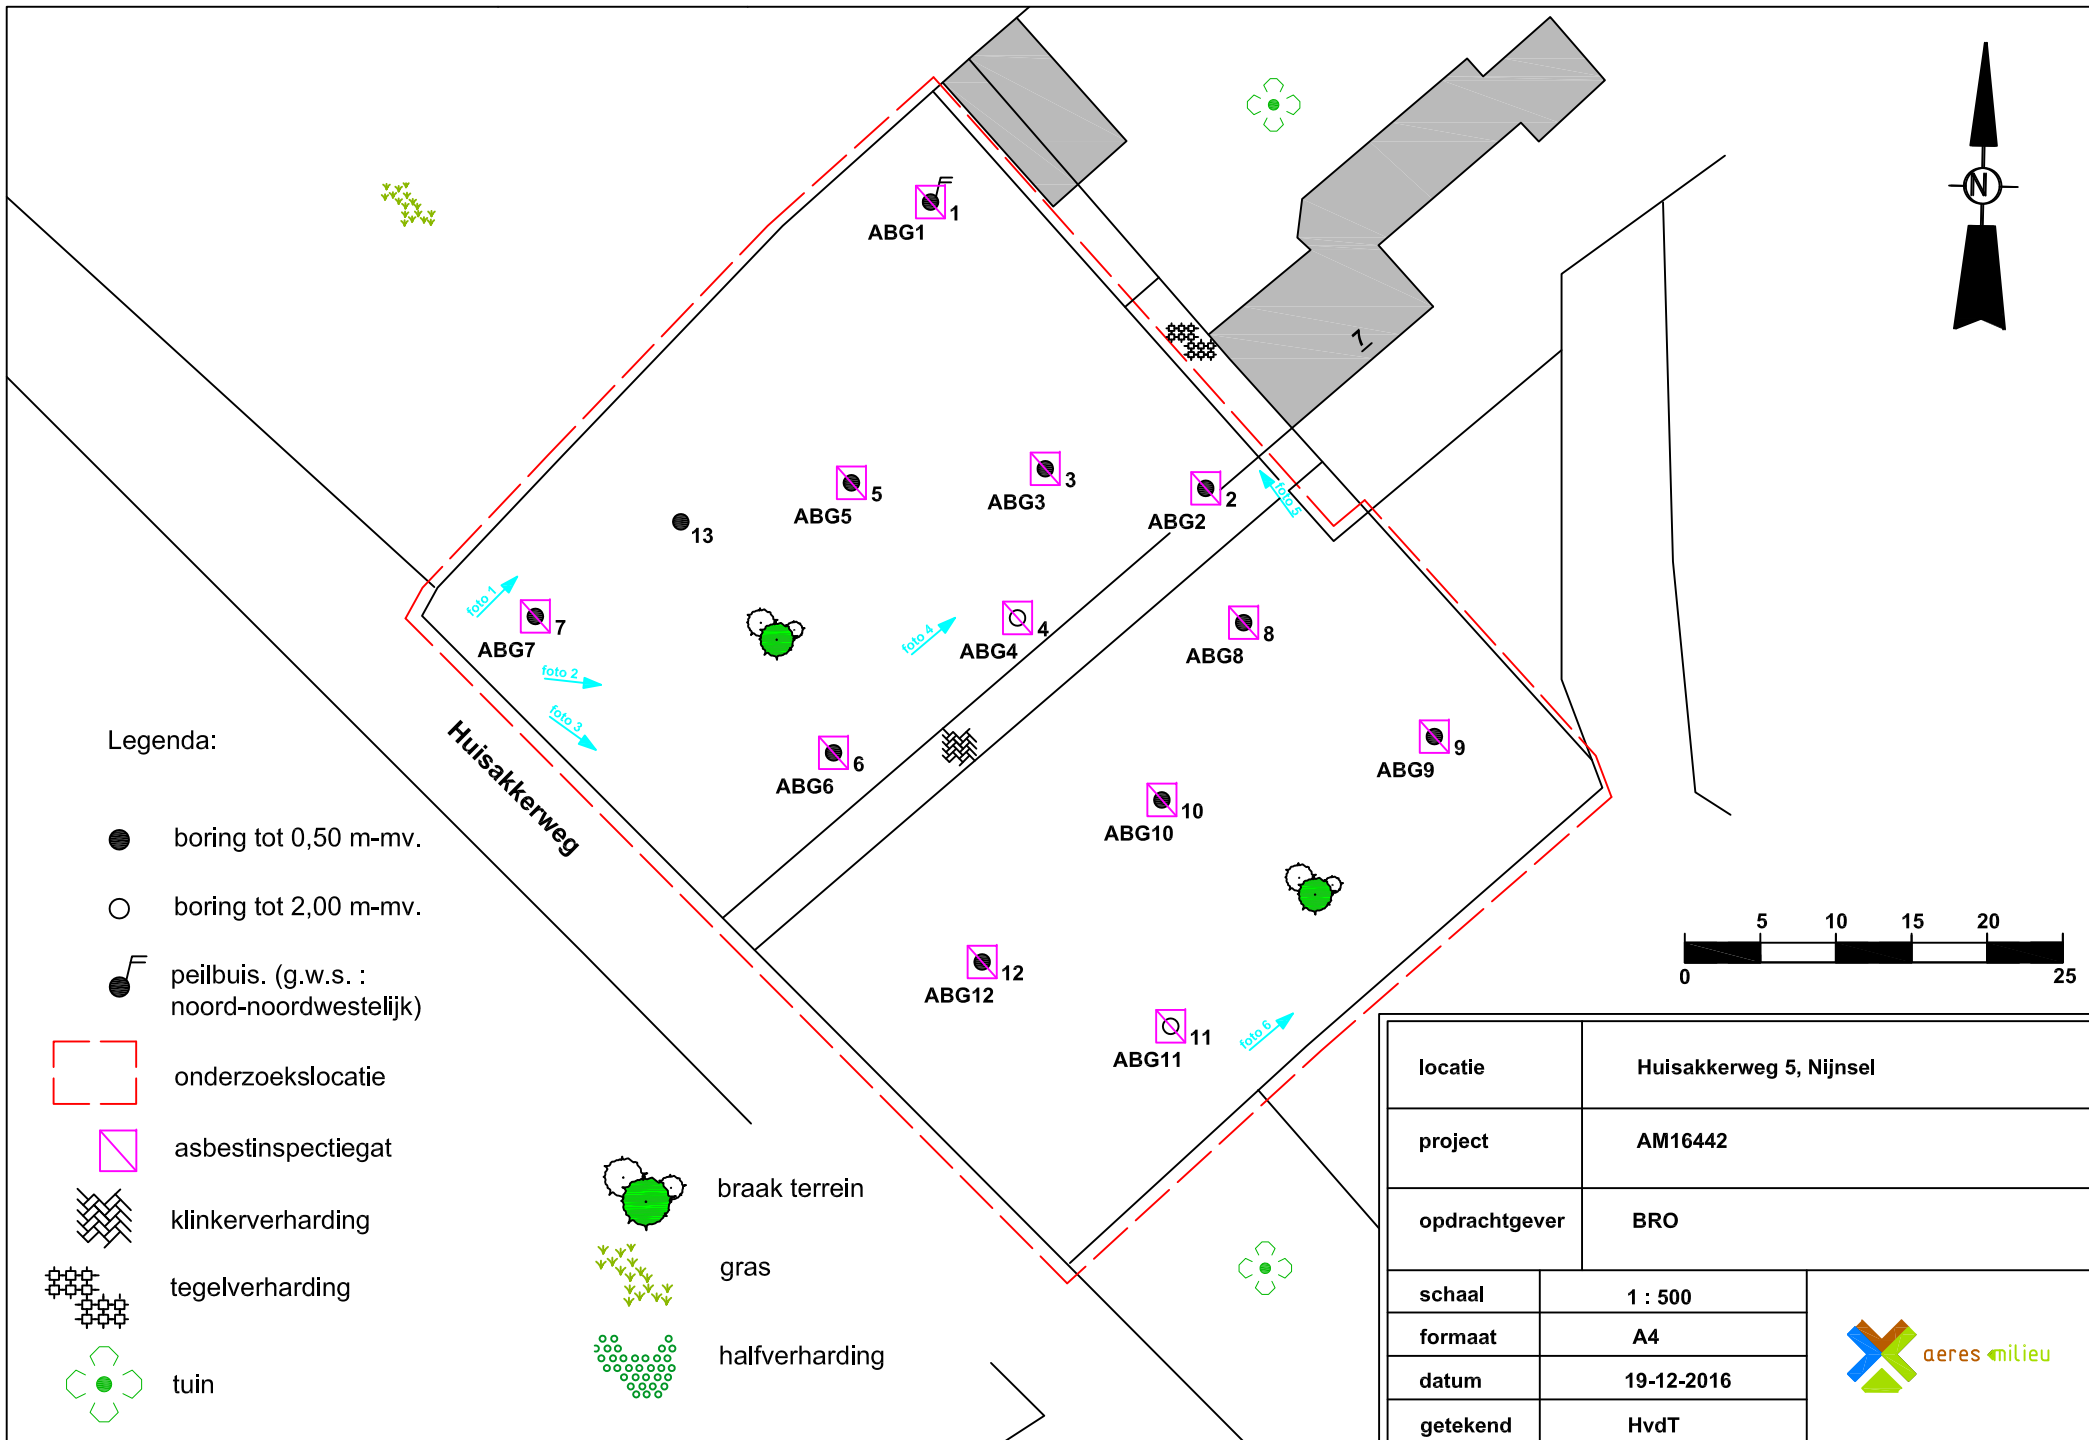 N
1
ABG1
7
3
ABG3
5
ABG5
2
ABG2
foto 5
13
foto 1
7
ABG7
foto 2
foto 3
foto 4
4
ABG4
8
ABG8
6
ABG6
9
ABG9
10
ABG10
12
ABG12
11
ABG11
foto 6
Huisakkerweg
5 10 15 20
0 25
Legenda:
boring tot 0,50 m-mv.
boring tot 2,00 m-mv.
peilbuis. (g.w.s. :
noord-noordwestelijk)
onderzoekslocatie
asbestinspectiegat
klinkerverharding
tegelverharding
tuin
braak terrein
gras
halfverharding
locatie Huisakkerweg 5, Nijnsel
project AM16442
opdrachtgever BRO
schaal 1 : 500
formaat A4
datum 19-12-2016
getekend HvdT
aeres milieu